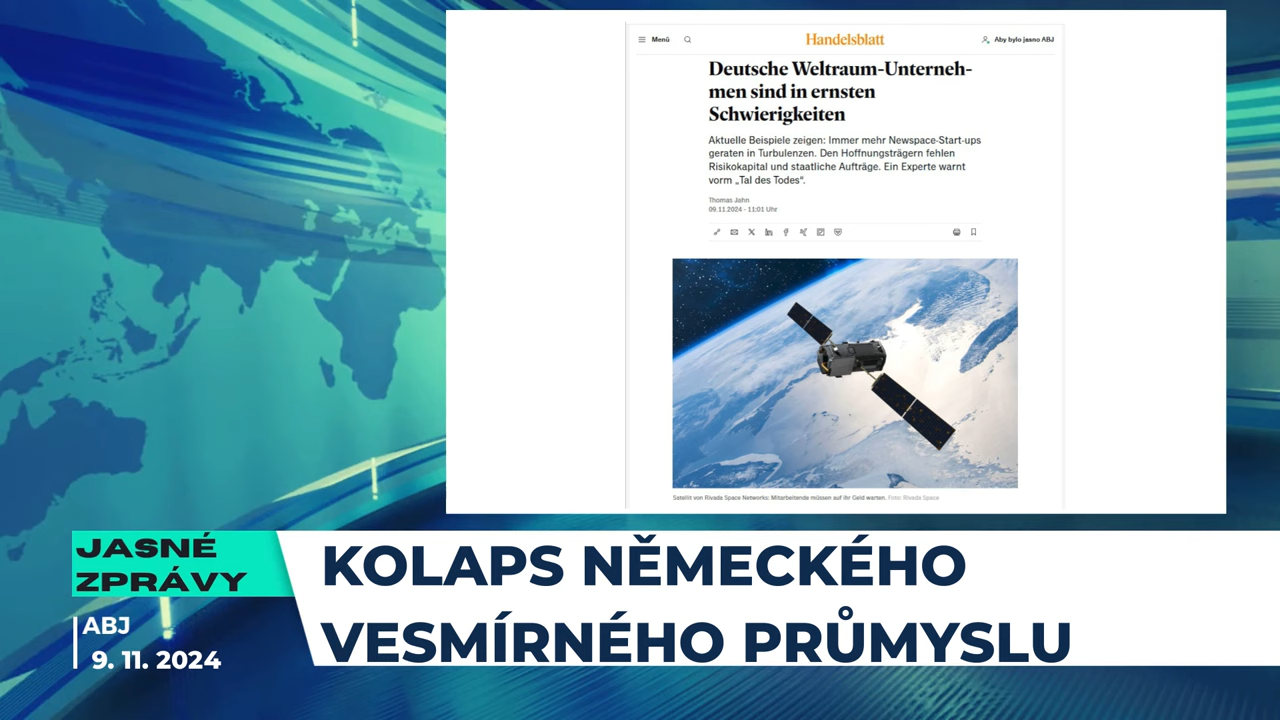 Menü
Handelsblatt
Aby bylo jasno ABJ
Deutsche Weltraum-Unterneh-
men sind in ernsten
Schwierigkeiten
Aktuelle Beispiele zeigen: Immer mehr Newspace-Start-ups
geraten in Turbulenzen. Den Hoffnungsträgern fehlen
Risikokapital und staatliche Aufträge. Ein Experte warnt
vorm „Tal des Todes“.
Thomas Jahn
09.11.2024 - 11:01 Uhr
Satellit von Rivada Space Networks: Mitarbeitende müssen auf ihr Geld warten. Foto: Rivada Space
JASNÉ
ZPRÁVY
ABJ
9. 11. 2024
KOLAPS NĚMECKÉHO
VESMÍRNÉHO PRŮMYSLU